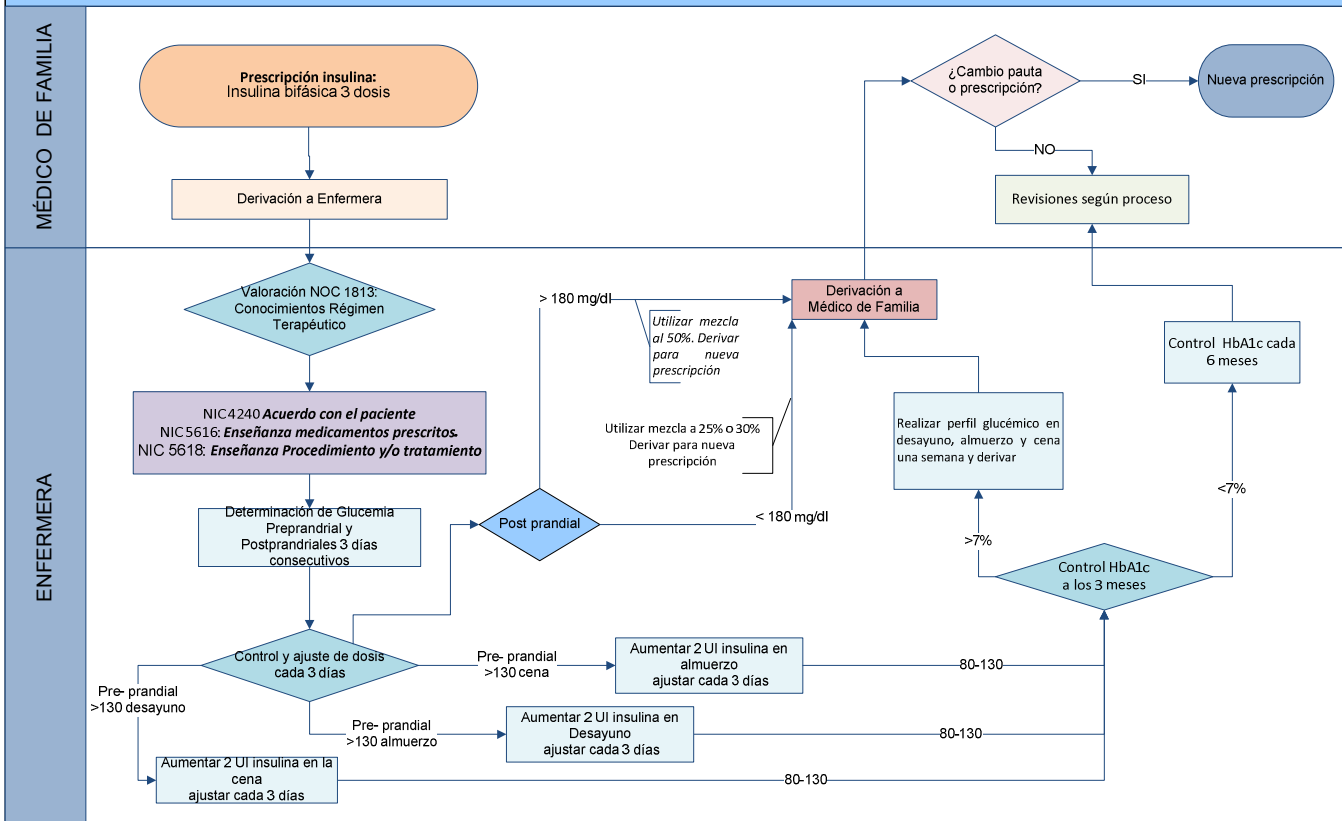 MÉDICO DE FAMILIA
Prescripción insulina:
Insulina bifásica 3 dosis
Derivación a Enfermera
¿Cambio pauta
o prescripción?
SI
Nueva prescripción
NO
Revisiones según proceso
ENFERMERA
Valoración NOC 1813:
Conocimientos Régimen
Terapéutico
NIC4240 Acuerdo con el paciente
NIC5616: Enseñanza medicamentos prescritos.
NIC 5618: Enseñanza Procedimiento y/o tratamiento
Determinación de Glucemia
Preprandrial y
Postprandriales 3 días
consecutivos
Control y ajuste de dosis
cada 3 días
Post prandial
> 180 mg/dl
Utilizar mezcla
al 50%. Derivar
para nueva
prescripción
Utilizar mezcla a 25% o 30%
Derivar para nueva
prescripción
< 180 mg/dl
Derivación a
Médico de Familia
Realizar perfil glucémico en
desayuno, almuerzo y cena
una semana y derivar
Control HbA1c cada
6 meses
>7%
<7%
Control HbA1c
a los 3 meses
Pre- prandial
>130 cena
Aumentar 2 UI insulina en
almuerzo
ajustar cada 3 días
80-130
Pre- prandial
>130 almuerzo
Aumentar 2 UI insulina en
Desayuno
ajustar cada 3 días
80-130
Pre- prandial
>130 desayuno
Aumentar 2 UI insulina en la
cena
ajustar cada 3 días
80-130